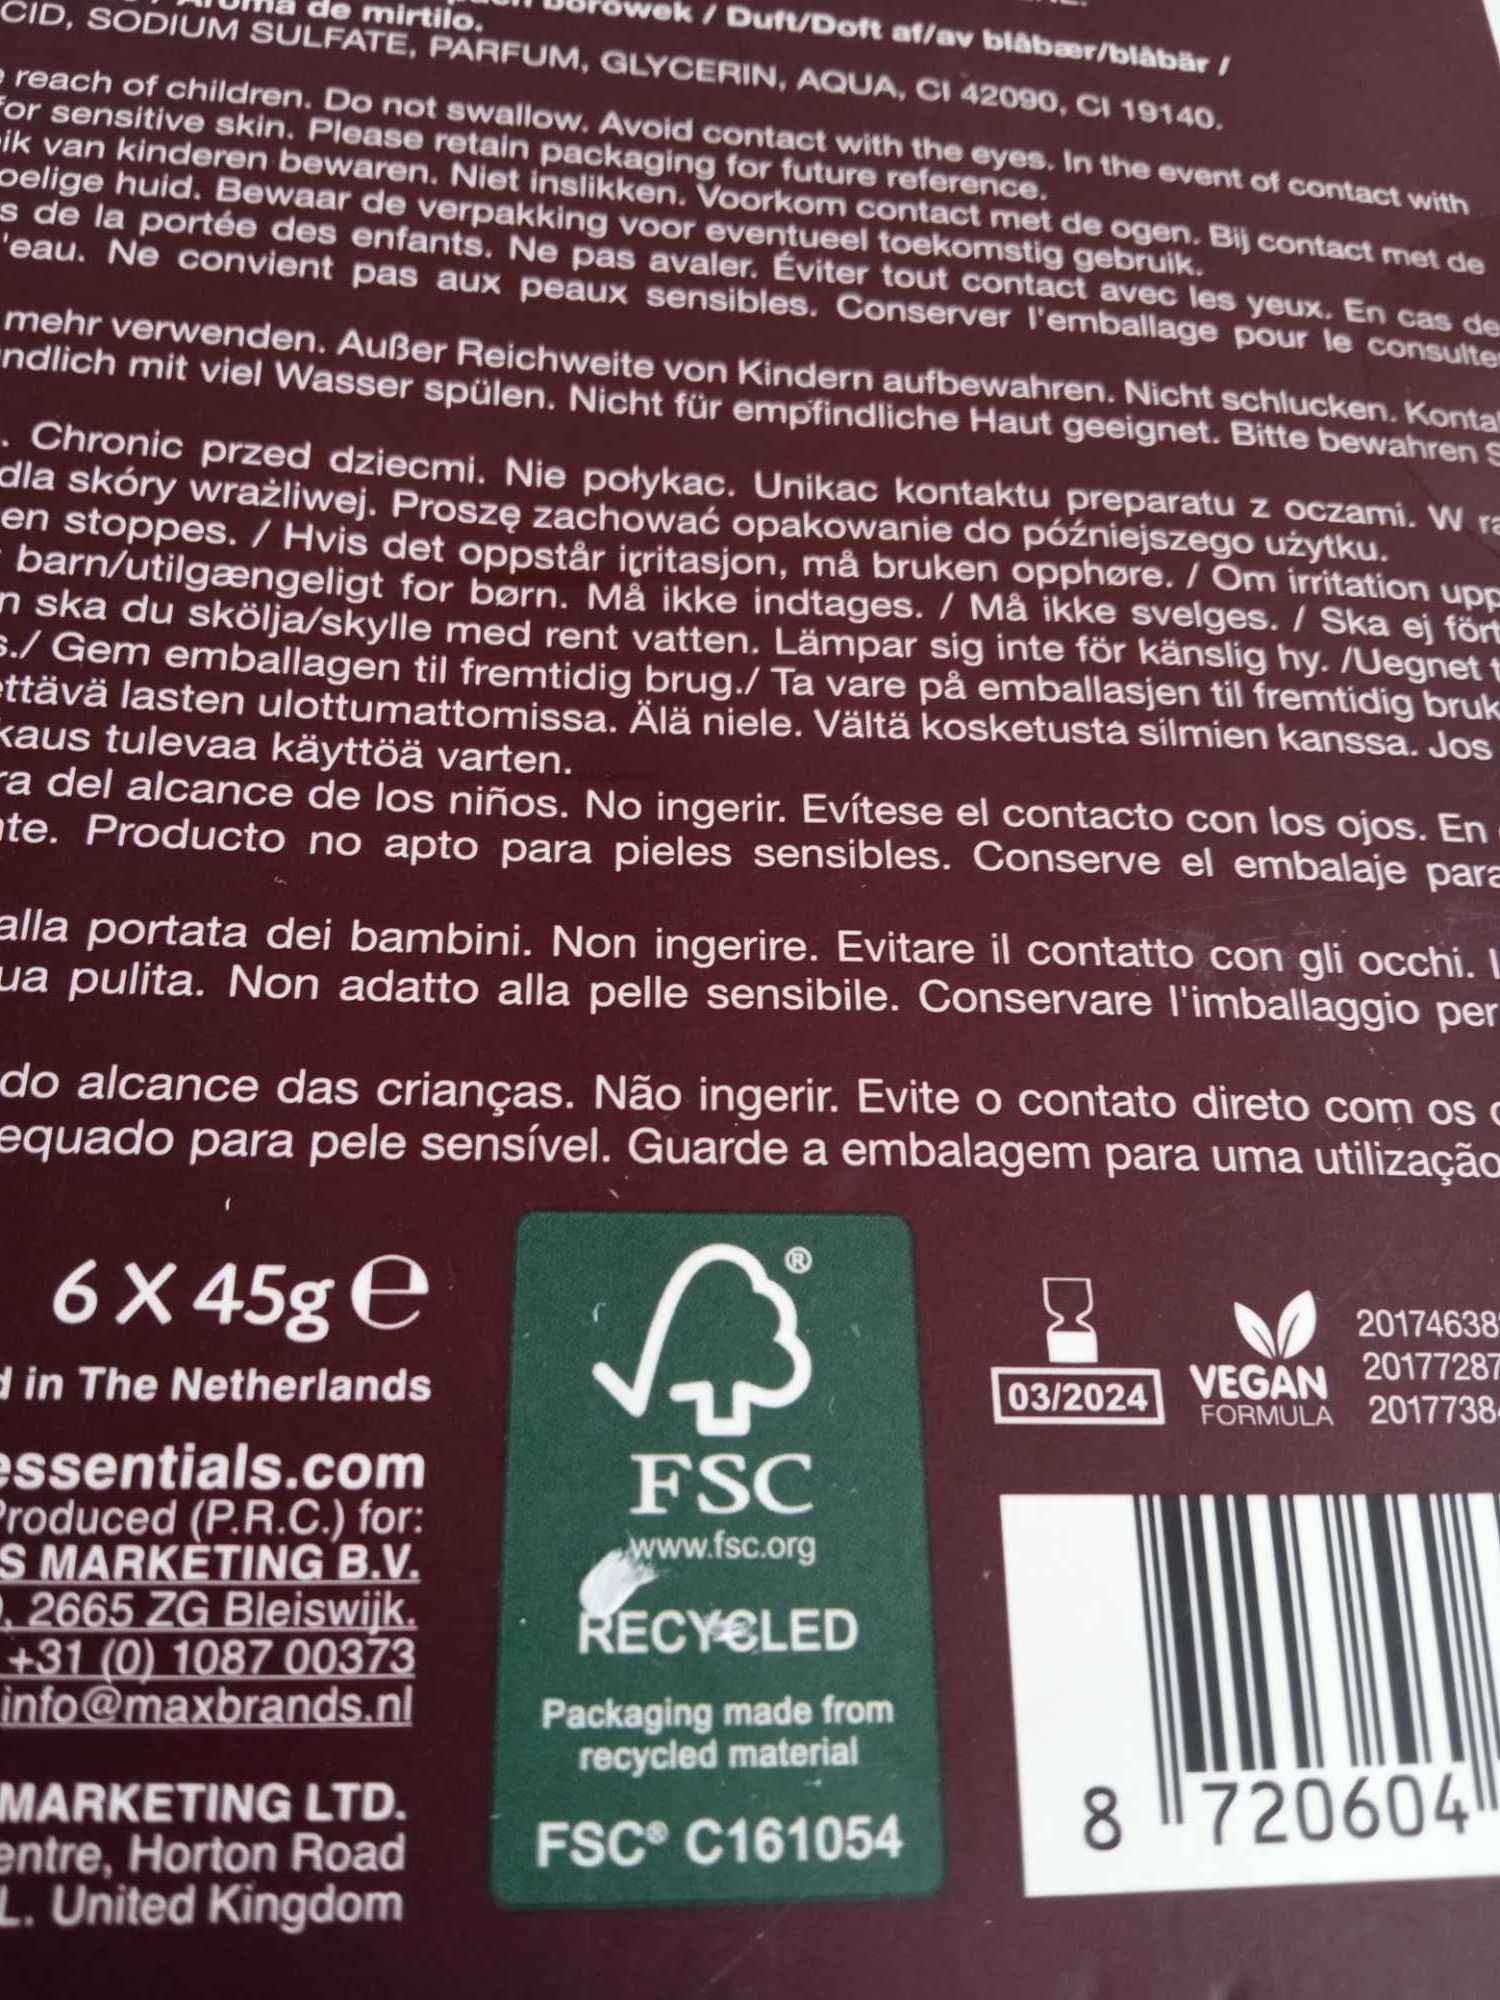 Aroma de mirtilo. borówek / Duft/Doft af/av blåbær/blåbär /
CID, SODIUM SULFATE, PARFUM, GLYCERIN, AQUA, CI 42090, CI 19140.
reach of children. Do not swallow. Avoid contact with the eyes. In the event of contact with
for sensitive skin. Please retain packaging for future reference.
ik van kinderen bewaren. Niet inslikken. Voorkom contact met de ogen. Bij contact met de
oelige huid. Bewaar de verpakking voor eventueel toekomstig gebruik.
s de la portée des enfants. Ne pas avaler. Éviter tout contact avec les yeux. En cas de
'eau. Ne convient pas aux peaux sensibles. Conserver l'emballage pour le consulter
mehr verwenden. Außer Reichweite von Kindern aufbewahren. Nicht schlucken. Kontak
ndlich mit viel Wasser spülen. Nicht für empfindliche Haut geeignet. Bitte bewahren S
. Chronic przed dziecmi. Nie połykac. Unikac kontaktu preparatu z oczami. W ra
dla skóry wrażliwej. Proszę zachować opakowanie do późniejszego użytku.
en stoppes. / Hvis det oppstår irritasjon, må bruken opphøre. / Om irritation upp
barn/utilgængeligt for børn. Må ikke indtages. / Må ikke svelges. / Ska ej fört
n ska du skölja/skylle med rent vatten. Lämpar sig inte för känslig hy. /Uegnet t
s./ Gem emballagen til fremtidig brug./ Ta vare på emballasjen til fremtidig bruk
ettävä lasten ulottumattomissa. Älä niele. Vältä kosketusta silmien kanssa. Jos
kaus tulevaa käyttöä varten.
ra del alcance de los niños. No ingerir. Evítese el contacto con los ojos. En
nte. Producto no apto para pieles sensibles. Conserve el embalaje para
alla portata dei bambini. Non ingerire. Evitare il contatto con gli occhi. I
ua pulita. Non adatto alla pelle sensibile. Conservare l'imballaggio per
do alcance das crianças. Não ingerir. Evite o contato direto com os o
equado para pele sensível. Guarde a embalagem para uma utilização
6 X 45g e
d in The Netherlands
essentials.com
Produced (P.R.C.) for:
S MARKETING B.V.
, 2665 ZG Bleiswijk.
+31 (0) 1087 00373
info@maxbrands.nl
MARKETING LTD.
entre, Horton Road
L. United Kingdom
®
FSC
www.fsc.org
RECYCLED
Packaging made from
recycled material
FSC® C161054
03/2024
VEGAN
FORMULA
20174638
20177287
2017738
8 720604